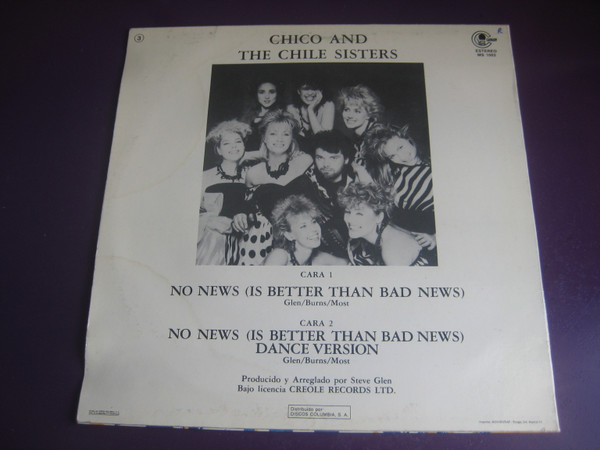 3
CHICO AND
THE CHILE SISTERS
ESTEREO
CARA 1
NO NEWS (IS BETTER THAN BAD NEWS)
Glen/Burns/Most
CARA 2
NO NEWS (IS BETTER THAN BAD NEWS)
DANCE VERSION
Glen/Burns/Most
Producido y Arreglado por Steve Glen
Bajo licencia CREOLE RECORDS LTD.
Distribuido por:
DISCOS COLUMBIA, S. A.